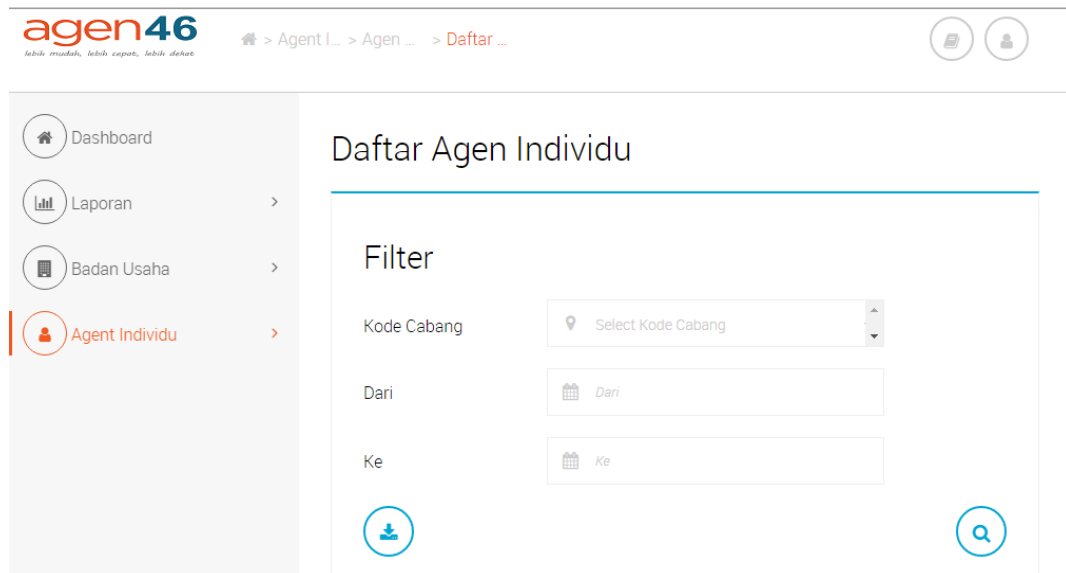 agen46
lebih mudah, lebih cepat, lebih dekat
> Agent I... > Agen ... > Daftar ...
Dashboard
Laporan
Badan Usaha
Agent Individu
Daftar Agen Individu
Filter
Kode Cabang
Select Kode Cabang
Dari
Dari
Ke
Ke